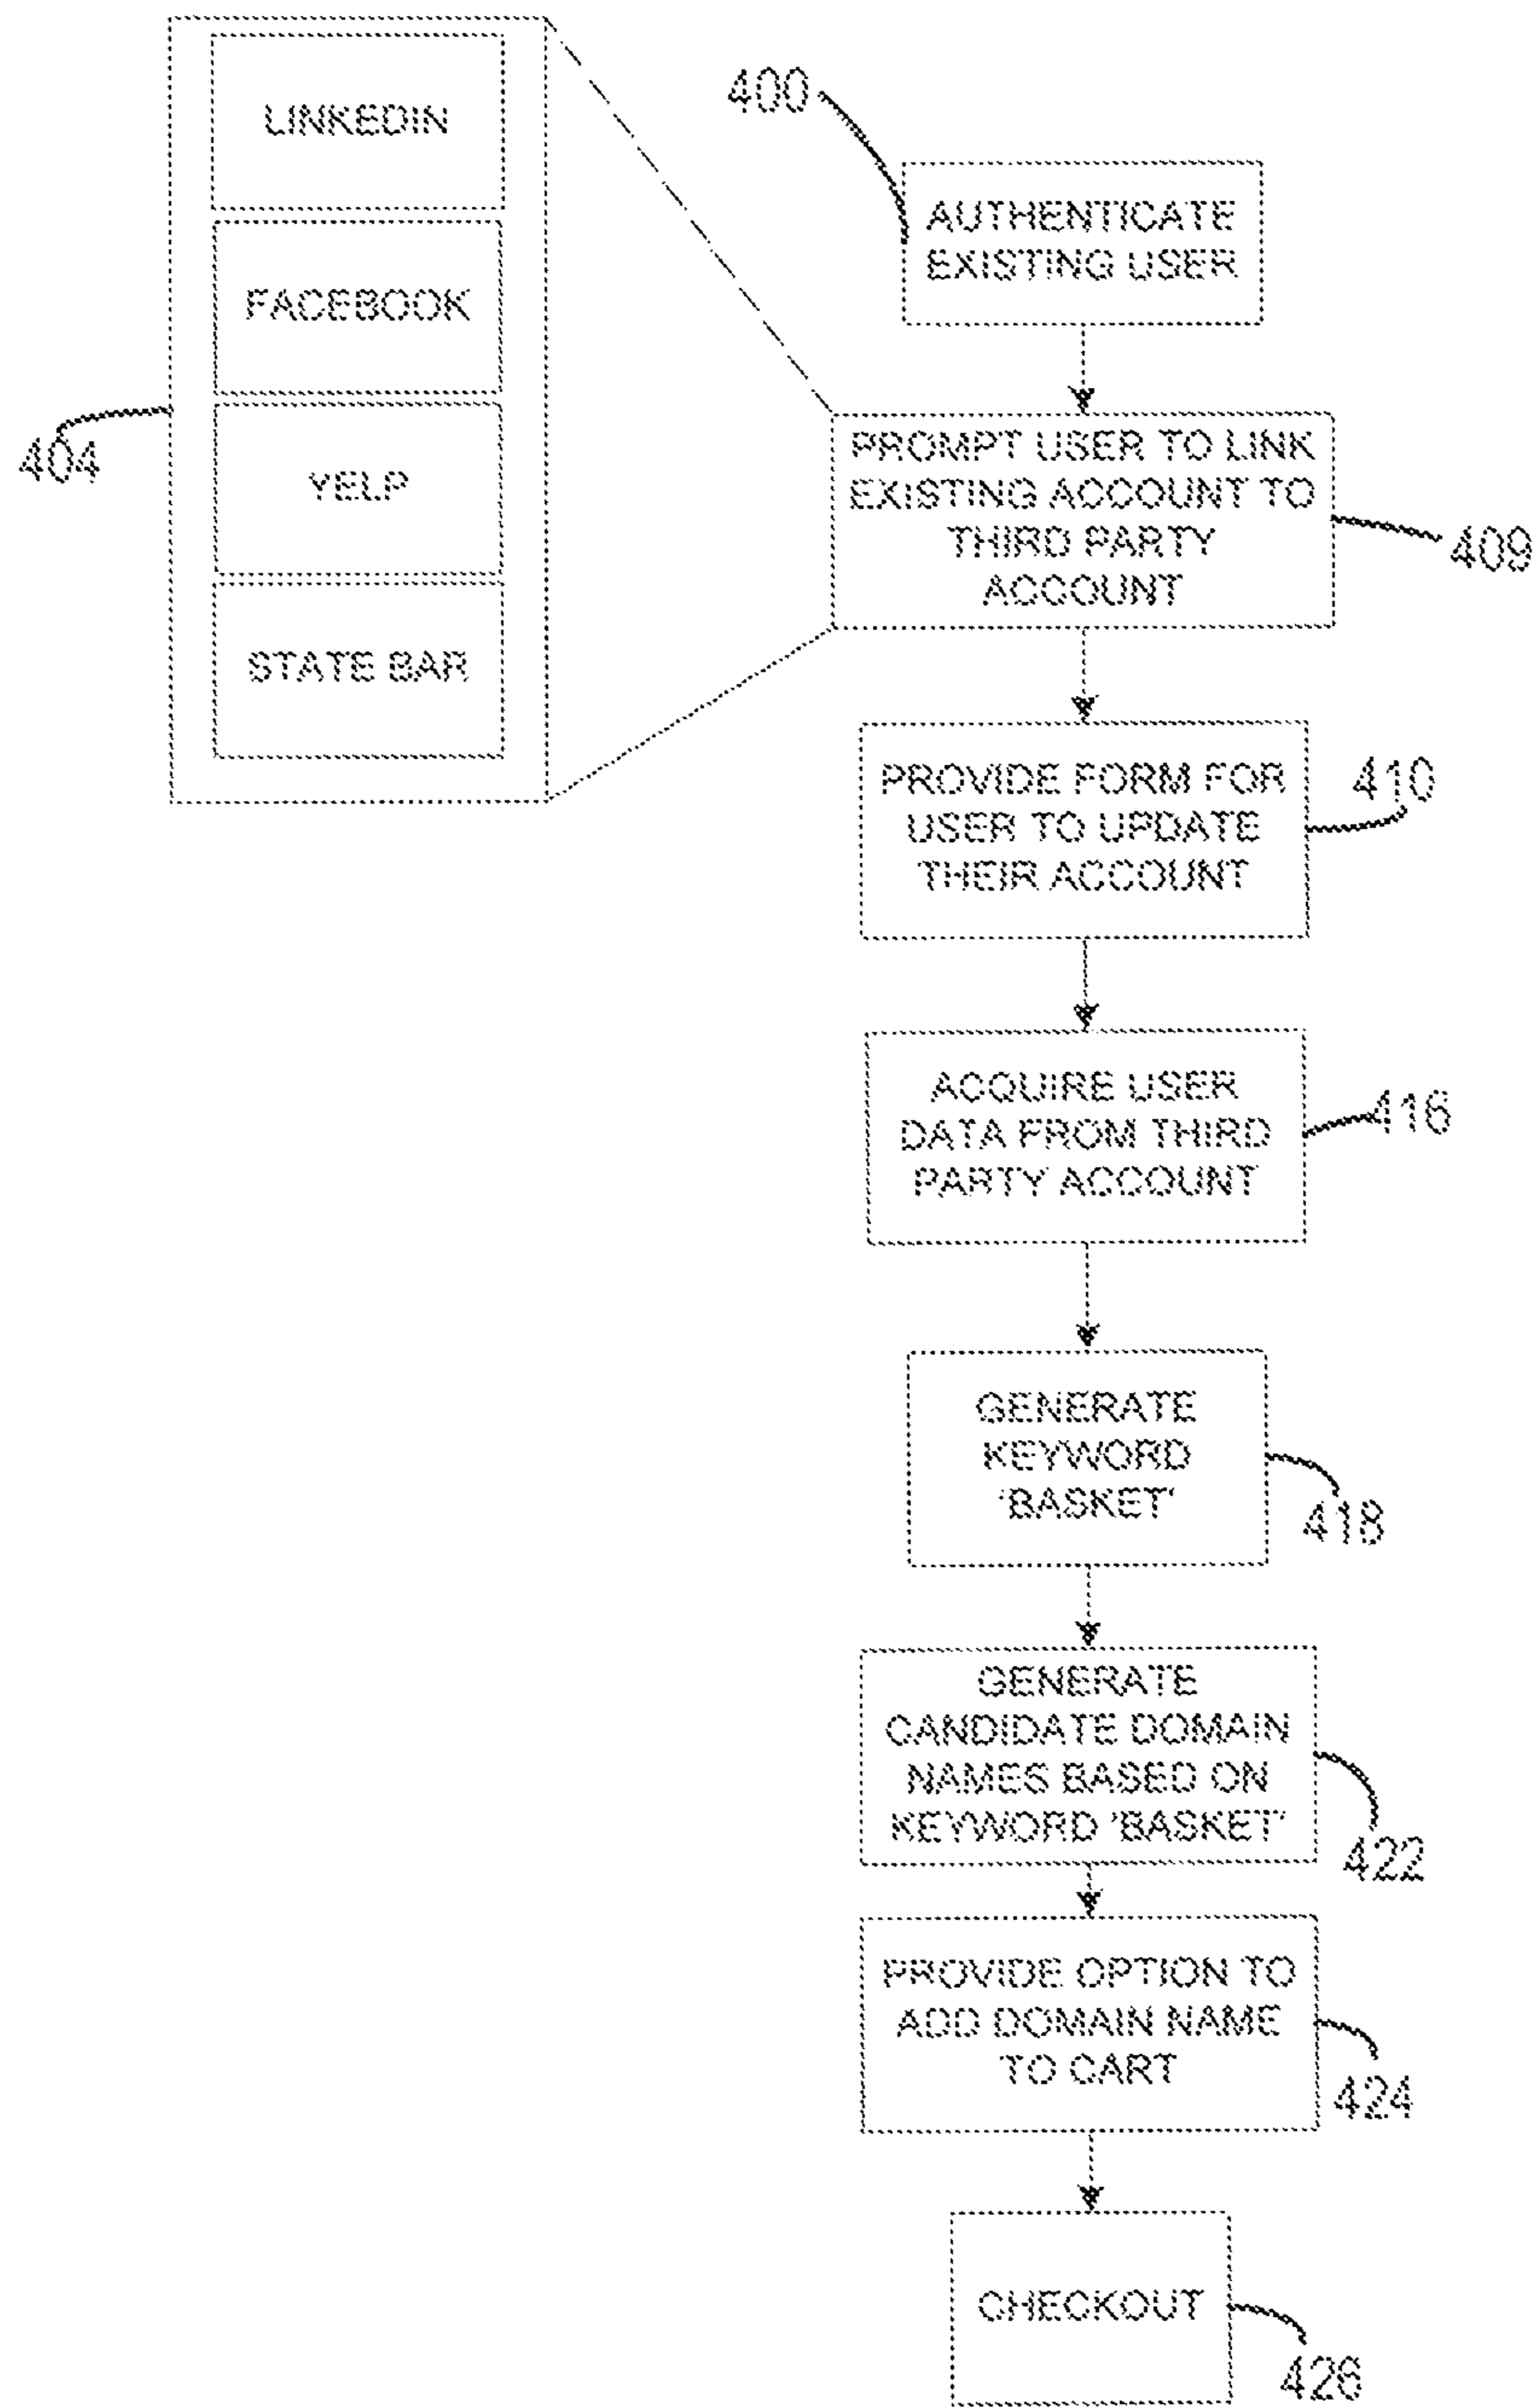 LINKEDIN
FACEBOOK
YELP
STATE BAR
404
400
AUTHENTICATE
EXISTING USER
PROMPT USER TO LINK
EXISTING ACCOUNT TO
THIRD PARTY
ACCOUNT
409
PROVIDE FORM FOR
USER TO UPDATE
THEIR ACCOUNT
410
ACQUIRE USER
DATA FROM THIRD
PARTY ACCOUNT
416
GENERATE
KEYWORD
'BASKET'
418
GENERATE
CANDIDATE DOMAIN
NAMES BASED ON
KEYWORD 'BASKET'
422
PROVIDE OPTION TO
ADD DOMAIN NAME
TO CART
424
CHECKOUT
426